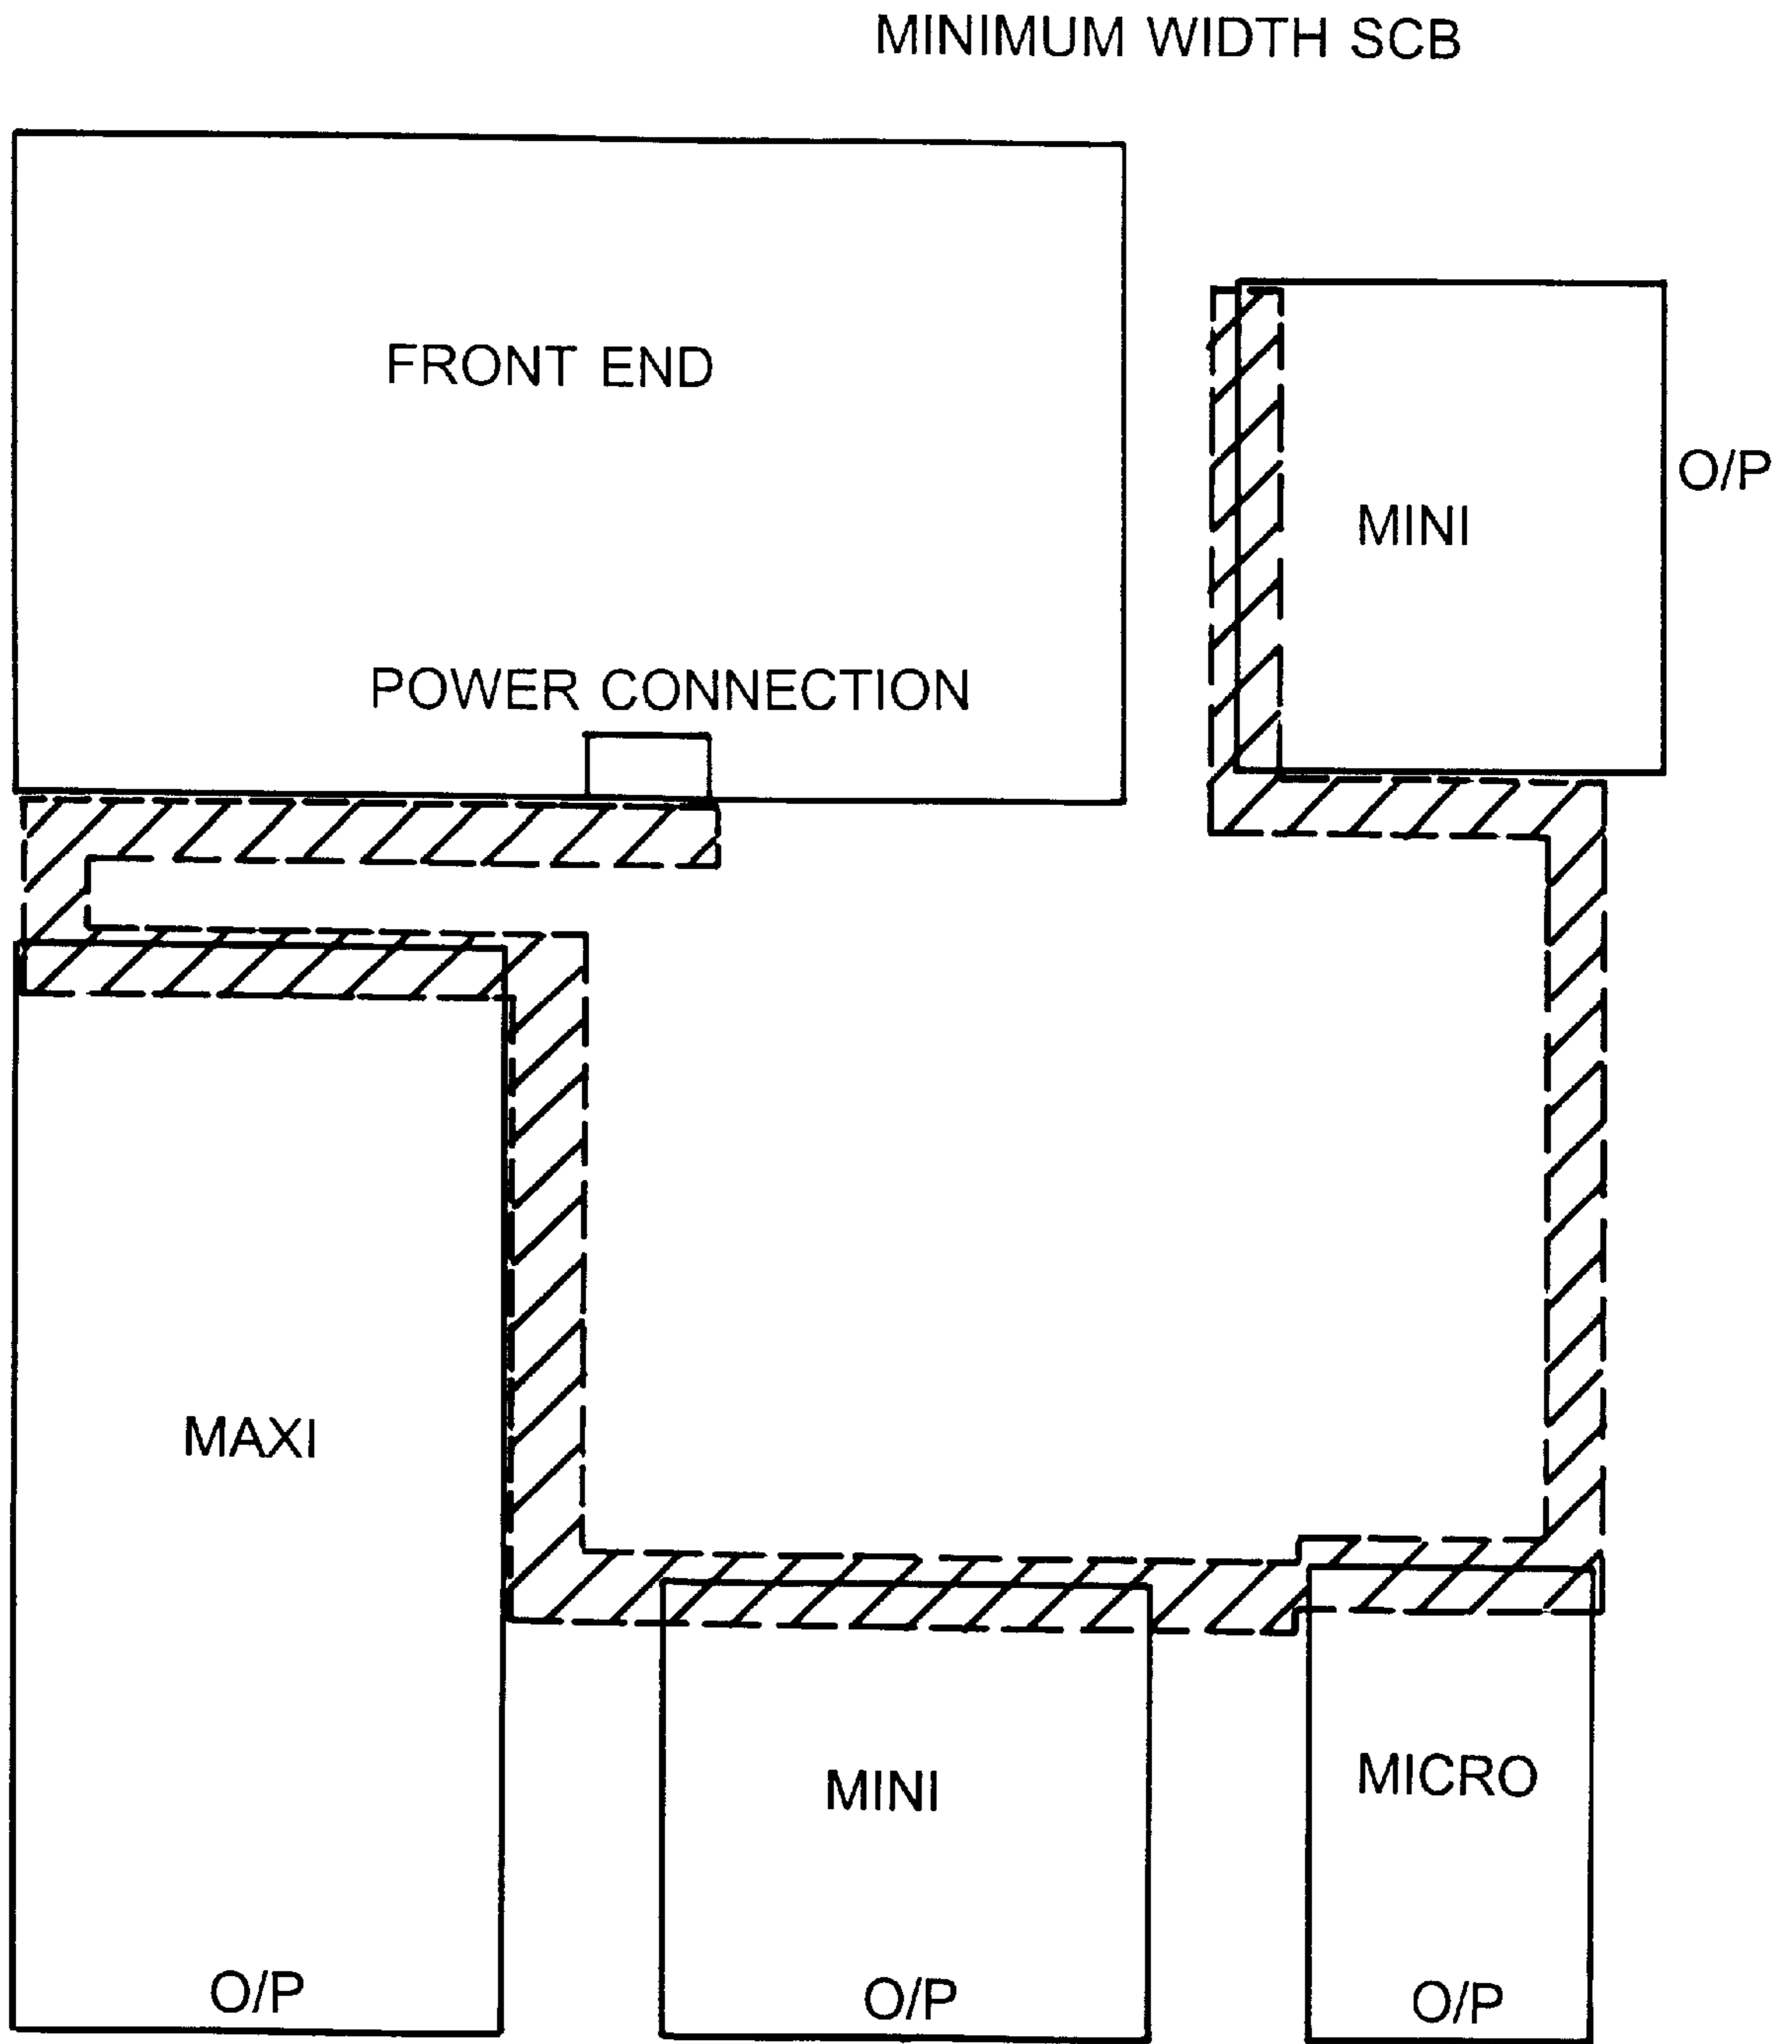 MINIMUM WIDTH SCB
FRONT END
O/P
MINI
POWER CONNECTION
MAXI
MINI
MICRO
O/P
O/P
O/P